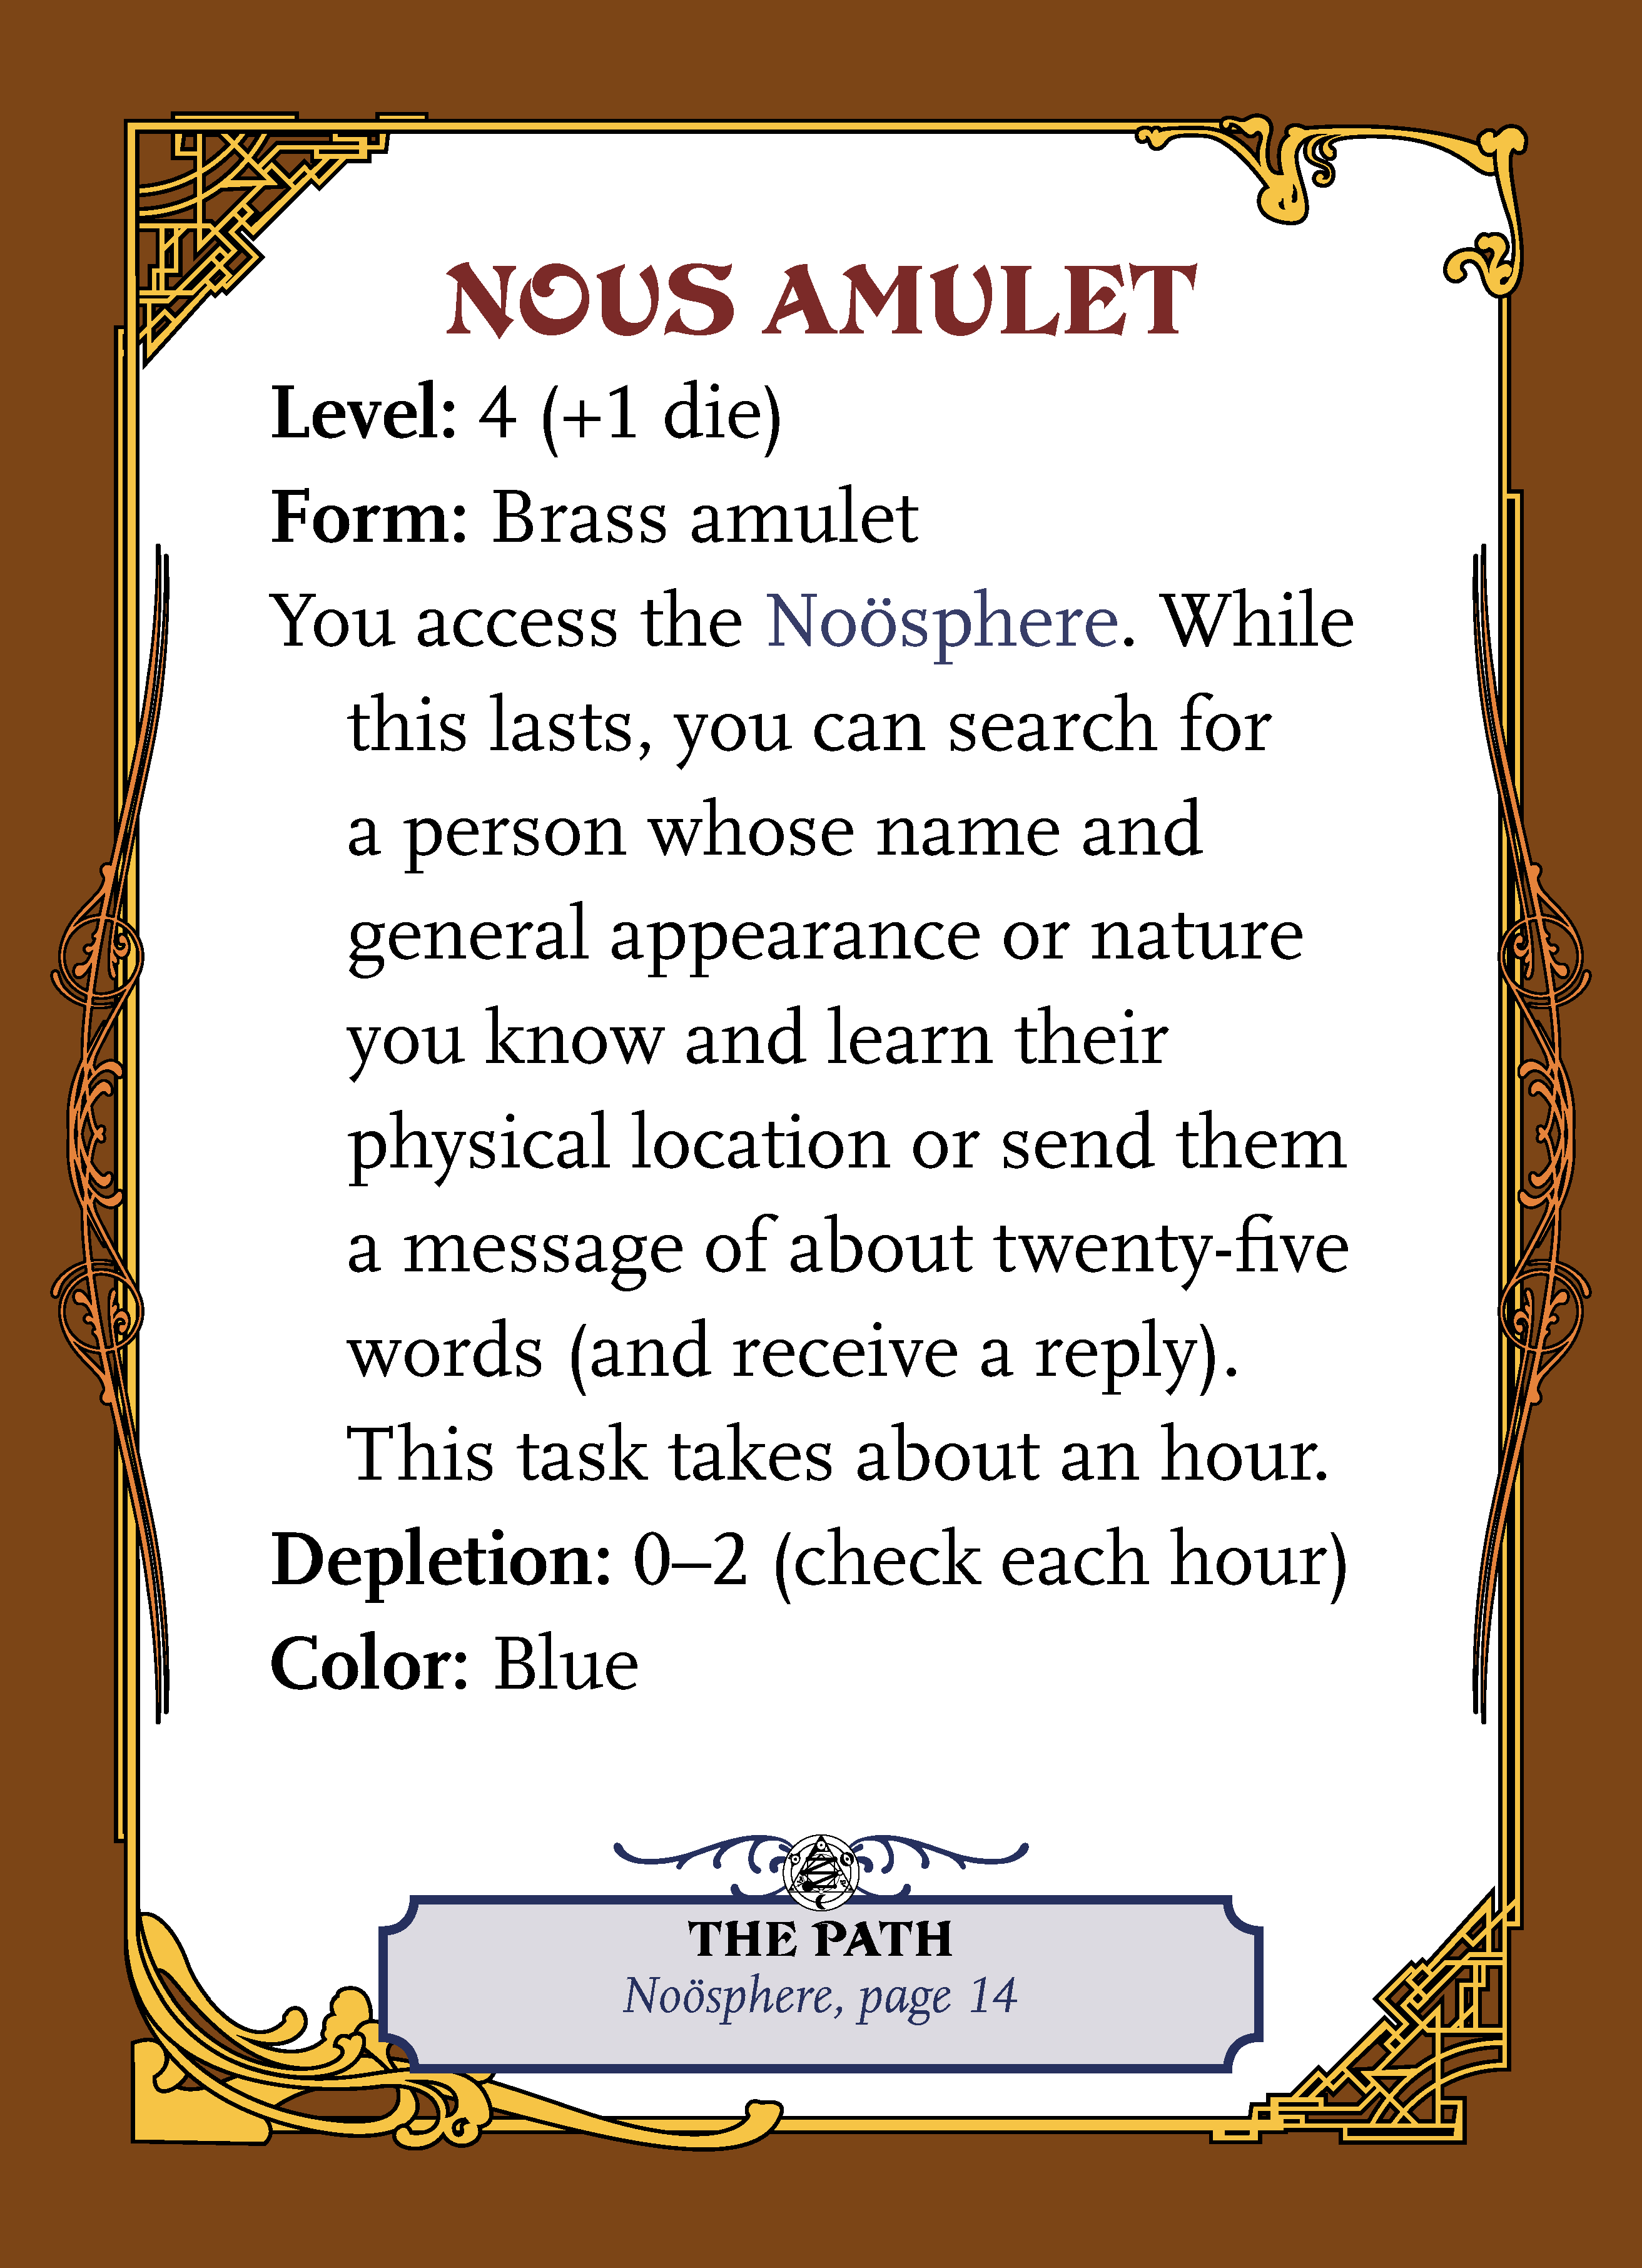 NOUS AMULET
Level: 4 (+1 die)
Form: Brass amulet
You access the Noösphere. While
this lasts, you can search for
a person whose name and
general appearance or nature
you know and learn their
physical location or send them
a message of about twenty-five
words (and receive a reply).
This task takes about an hour.
Depletion: 0–2 (check each hour)
Color: Blue
THE PATH
Noösphere, page 14